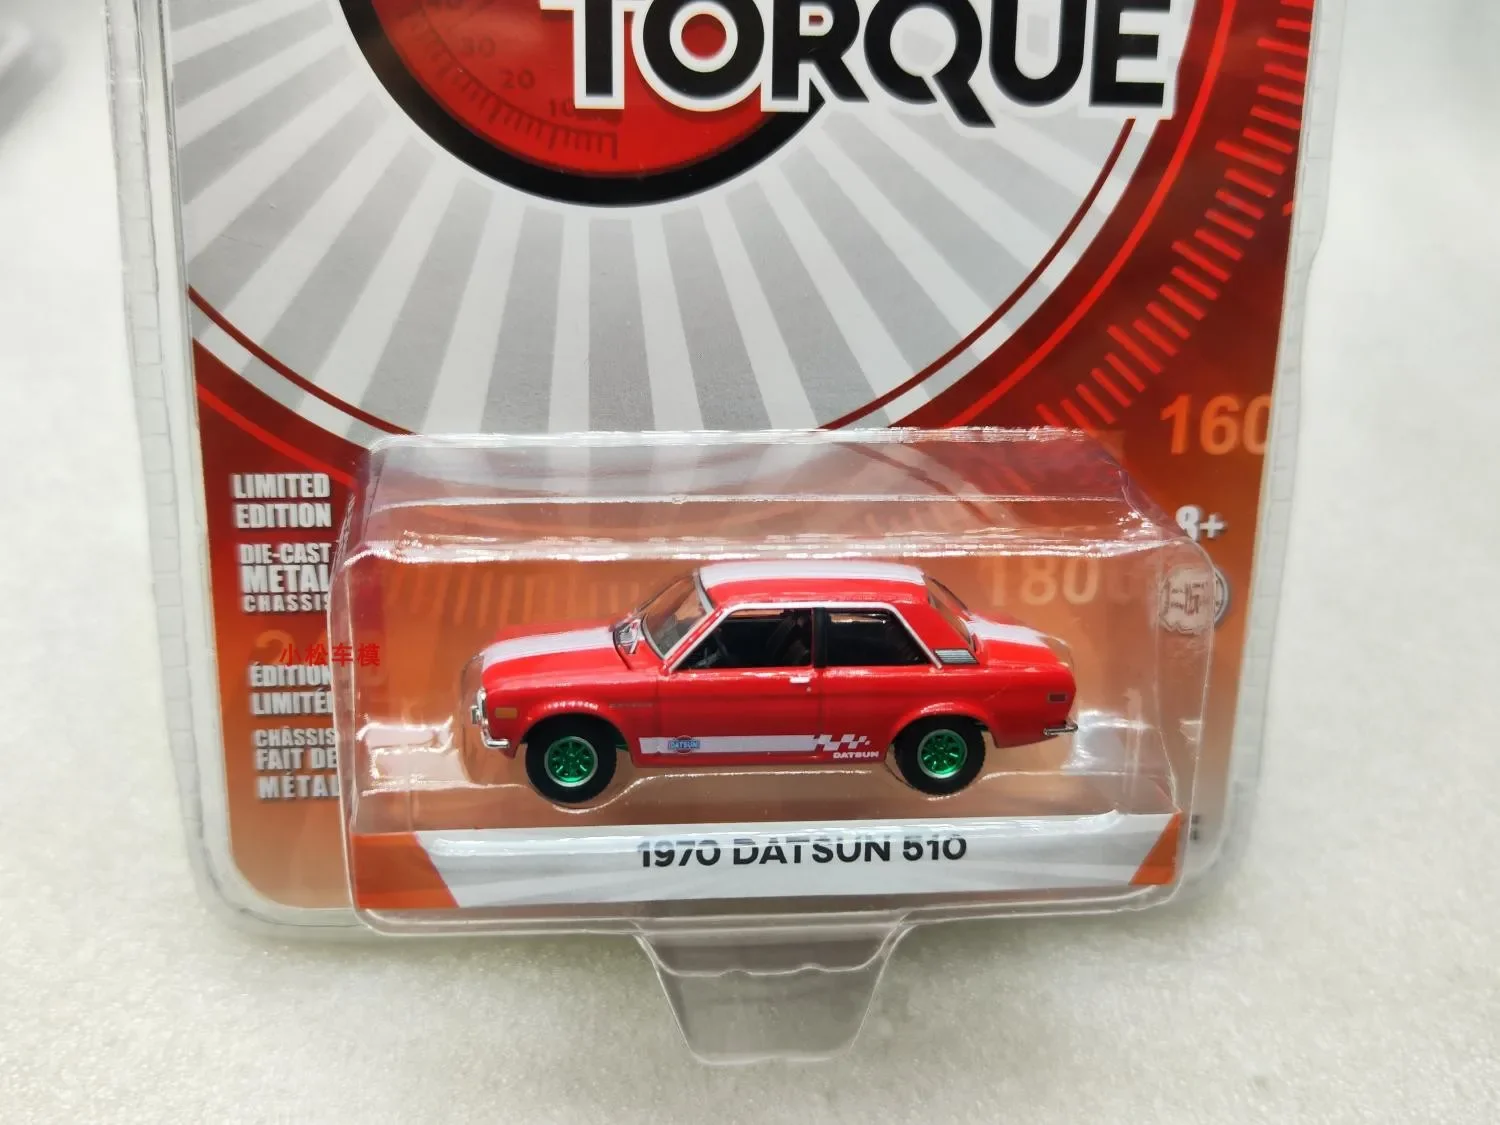 TORQUE
30
20
10
160
LIMITED
EDITION
8+
DIE-CAST
METAL
CHASSIS
180
小松车模
ÉDITION
LIMITÉE
CHÂSSIS
FAIT DE
MÉTAL
DATSUN
DATSUN
1970 DATSUN 510